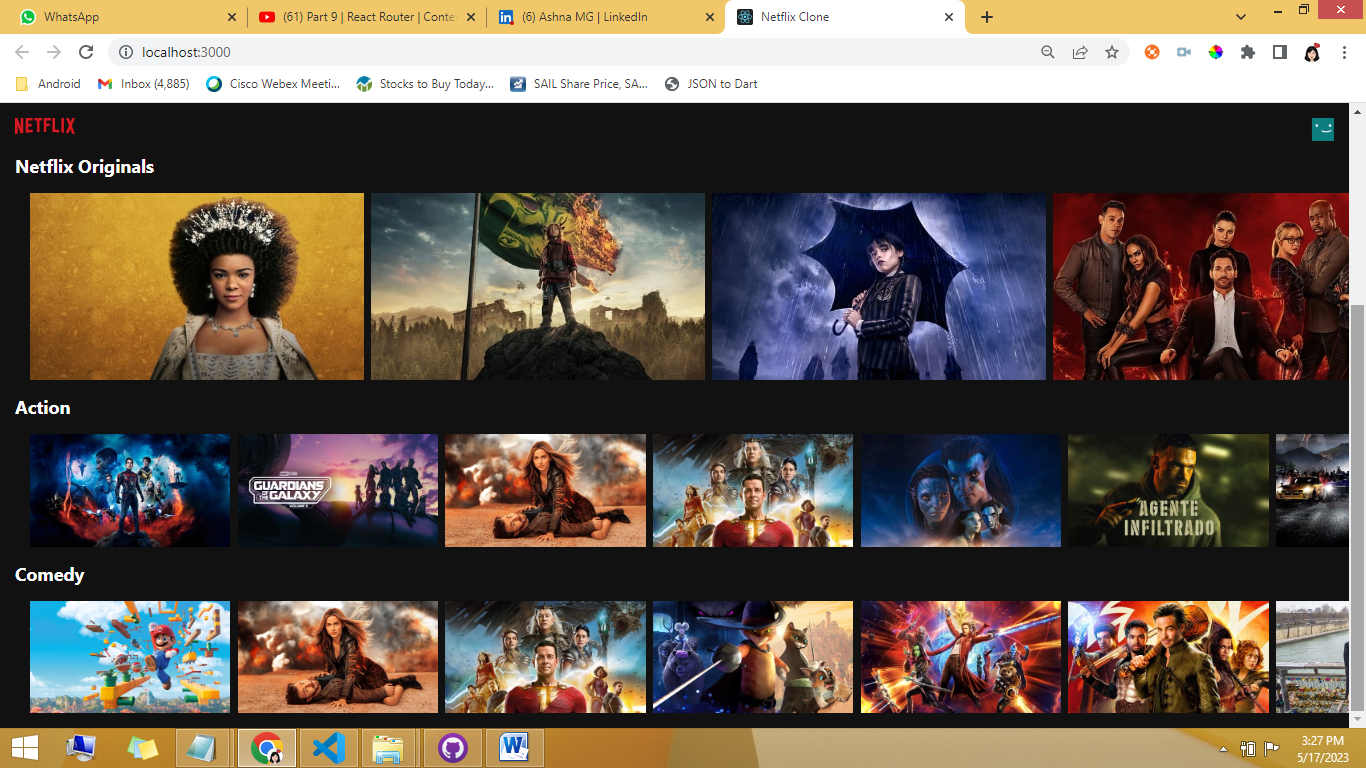 WhatsApp
(61) Part 9 | React Router | Conte
(6) Ashna MG | LinkedIn
Netflix Clone
localhost:3000
Android
Inbox (4,885)
Cisco Webex Meeti...
Stocks to Buy Today...
SAIL Share Price, SA...
JSON to Dart
NETFLIX
Netflix Originals
Action
GUARDIANS
OF THE GALAXY
VOLUME 3
AGENTE
INFILTRADO
Comedy
3:27 PM
5/17/2023